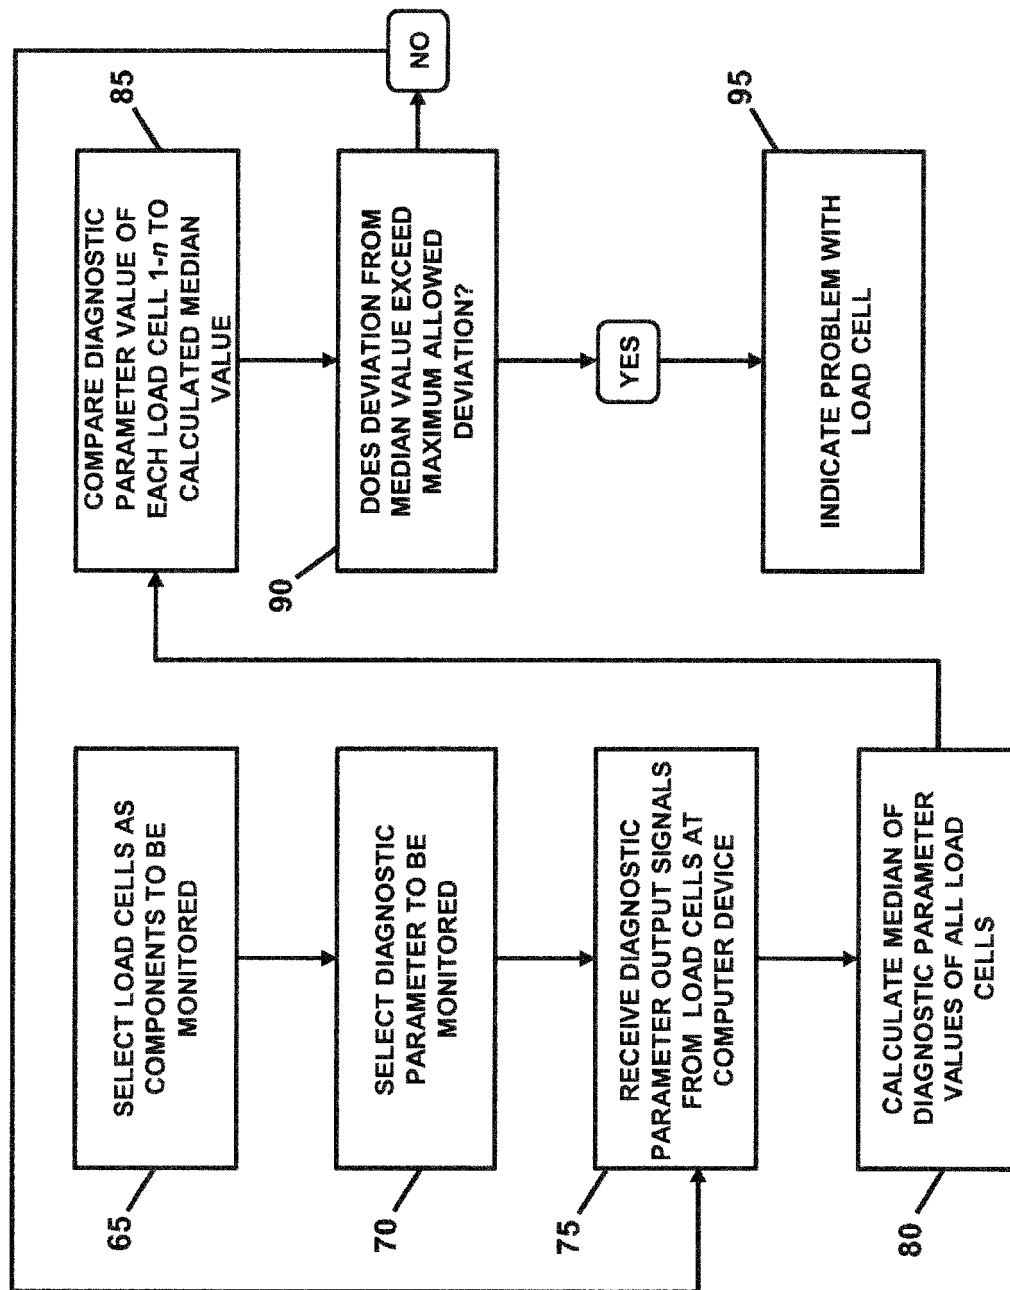 65
SELECT LOAD CELLS AS
COMPONENTS TO BE
MONITORED
70
SELECT DIAGNOSTIC
PARAMETER TO BE
MONITORED
75
RECEIVE DIAGNOSTIC
PARAMETER OUTPUT SIGNALS
FROM LOAD CELLS AT
COMPUTER DEVICE
80
CALCULATE MEDIAN OF
DIAGNOSTIC PARAMETER
VALUES OF ALL LOAD
CELLS
85
COMPARE DIAGNOSTIC
PARAMETER VALUE OF
EACH LOAD CELL 1-n TO
CALCULATED MEDIAN
VALUE
90
DOES DEVIATION FROM
MEDIAN VALUE EXCEED
MAXIMUM ALLOWED
DEVIATION?
NO
YES
95
INDICATE PROBLEM WITH
LOAD CELL